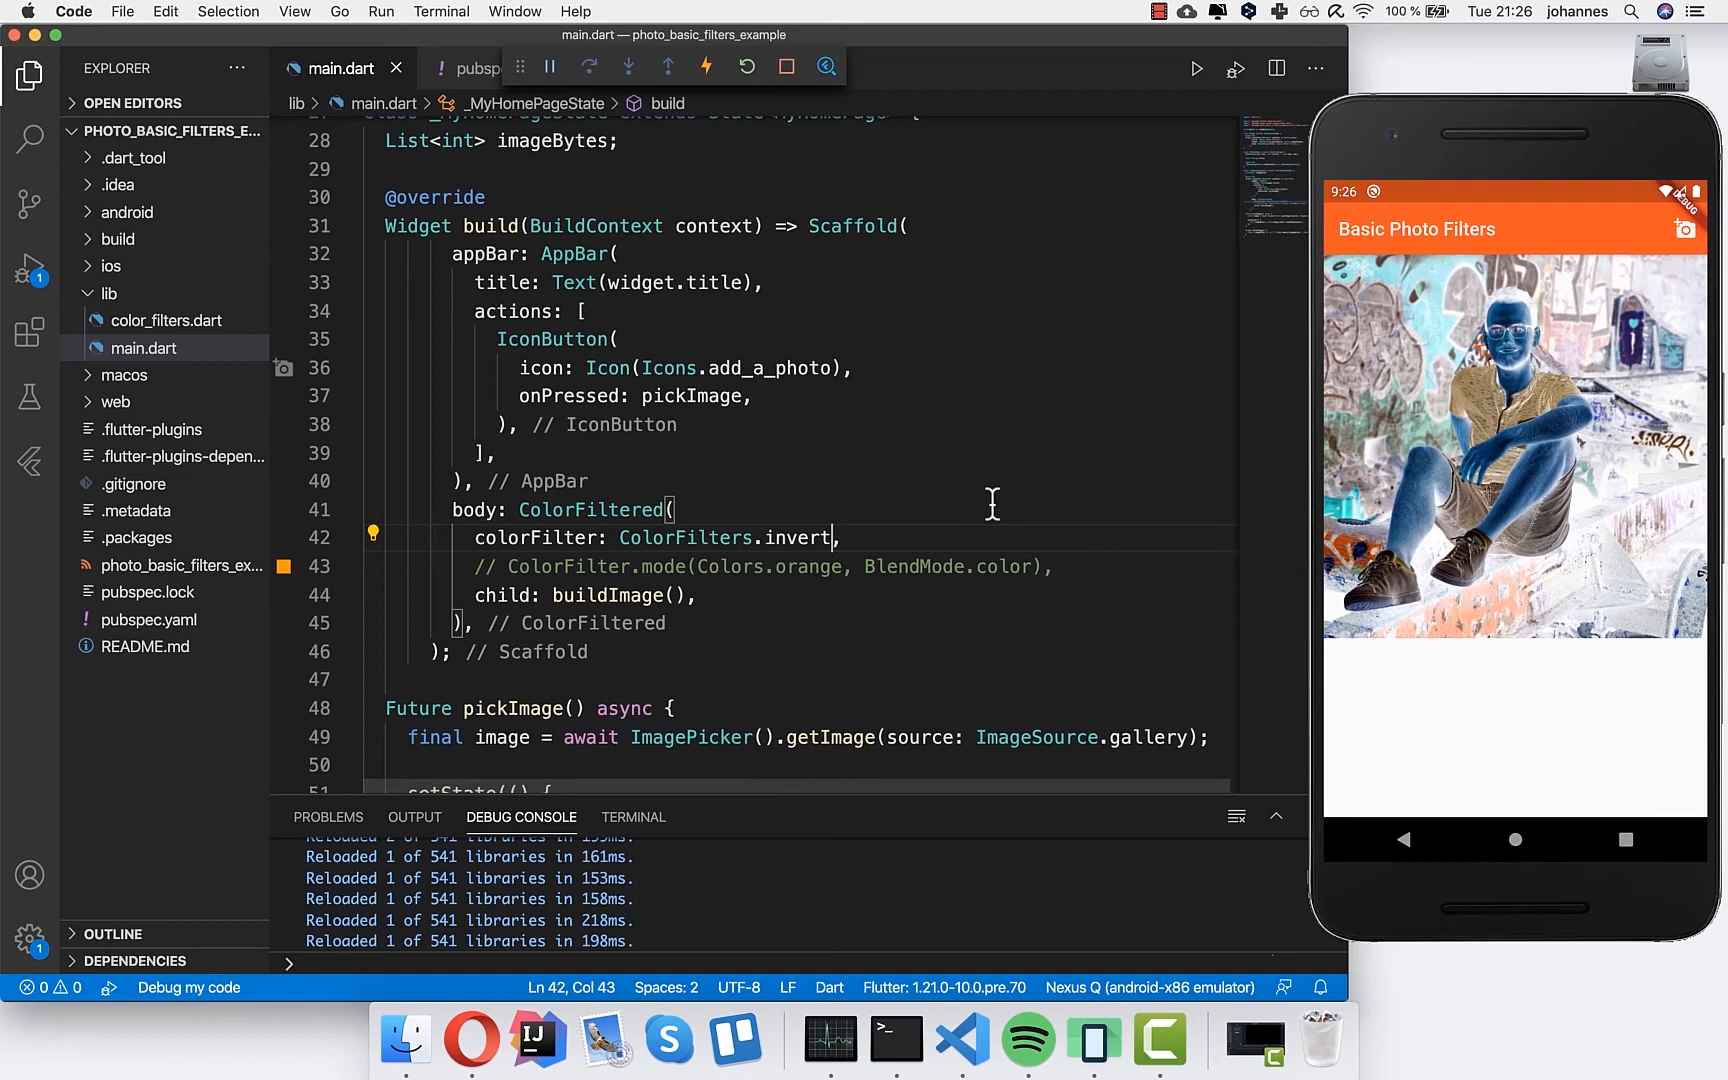 Code File Edit Selection View Go Run Terminal Window Help 100 % Tue 21:26 johannes
main.dart — photo_basic_filters_example
EXPLORER
main.dart
! pubsp
lib > main.dart > _MyHomePageState > build
OPEN EDITORS
PHOTO_BASIC_FILTERS_E...
.dart_tool
.idea
android
build
ios
lib
color_filters.dart
main.dart
macos
web
.flutter-plugins
.flutter-plugins-depen...
.gitignore
.metadata
.packages
photo_basic_filters_ex...
pubspec.lock
! pubspec.yaml
README.md
OUTLINE
DEPENDENCIES
1
1
28 List<int> imageBytes;
29
30 @override
31 Widget build(BuildContext context) => Scaffold(
32 appBar: AppBar(
33 title: Text(widget.title),
34 actions: [
35 IconButton(
36 icon: Icon(Icons.add_a_photo),
37 onPressed: pickImage,
38 ), // IconButton
39 ],
40 ), // AppBar
41 body: ColorFiltered(
42 colorFilter: ColorFilters.invert,
43 // ColorFilter.mode(Colors.orange, BlendMode.color),
44 child: buildImage(),
45 ), // ColorFiltered
46 ); // Scaffold
47
48 Future pickImage() async {
49 final image = await ImagePicker().getImage(source: ImageSource.gallery);
50
51 setState(() {
PROBLEMS OUTPUT DEBUG CONSOLE TERMINAL
Reloaded 1 of 541 libraries in 161ms.
Reloaded 1 of 541 libraries in 153ms.
Reloaded 1 of 541 libraries in 158ms.
Reloaded 1 of 541 libraries in 218ms.
Reloaded 1 of 541 libraries in 198ms.
>
0 0 Debug my code Ln 42, Col 43 Spaces: 2 UTF-8 LF Dart Flutter: 1.21.0-10.0.pre.70 Nexus Q (android-x86 emulator)
9:26
DEBUG
Basic Photo Filters
IJ
S
>_
C
C